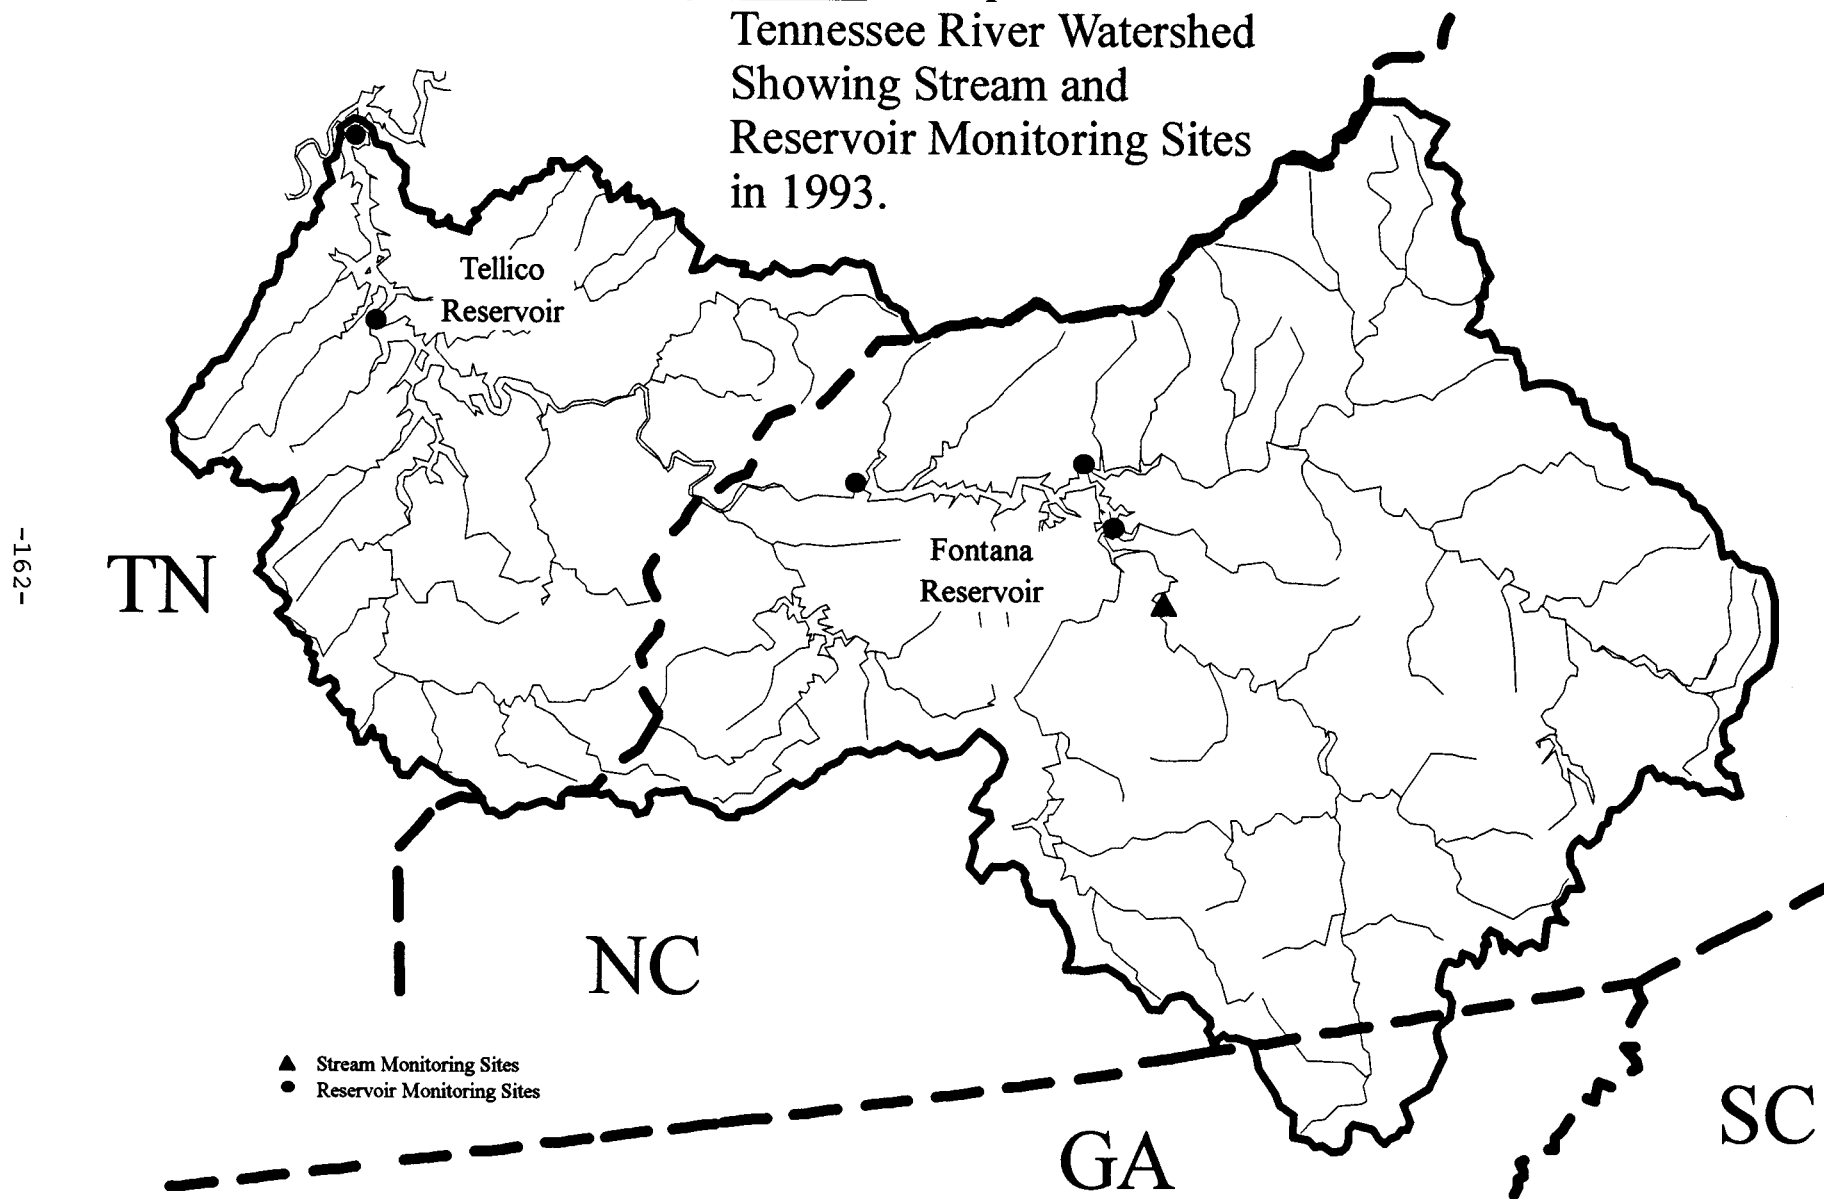 Tennessee River Watershed
Showing Stream and
Reservoir Monitoring Sites
in 1993.
Tellico
Reservoir
Fontana
Reservoir
TN
-162-
NC
▲ Stream Monitoring Sites
● Reservoir Monitoring Sites
GA
SC